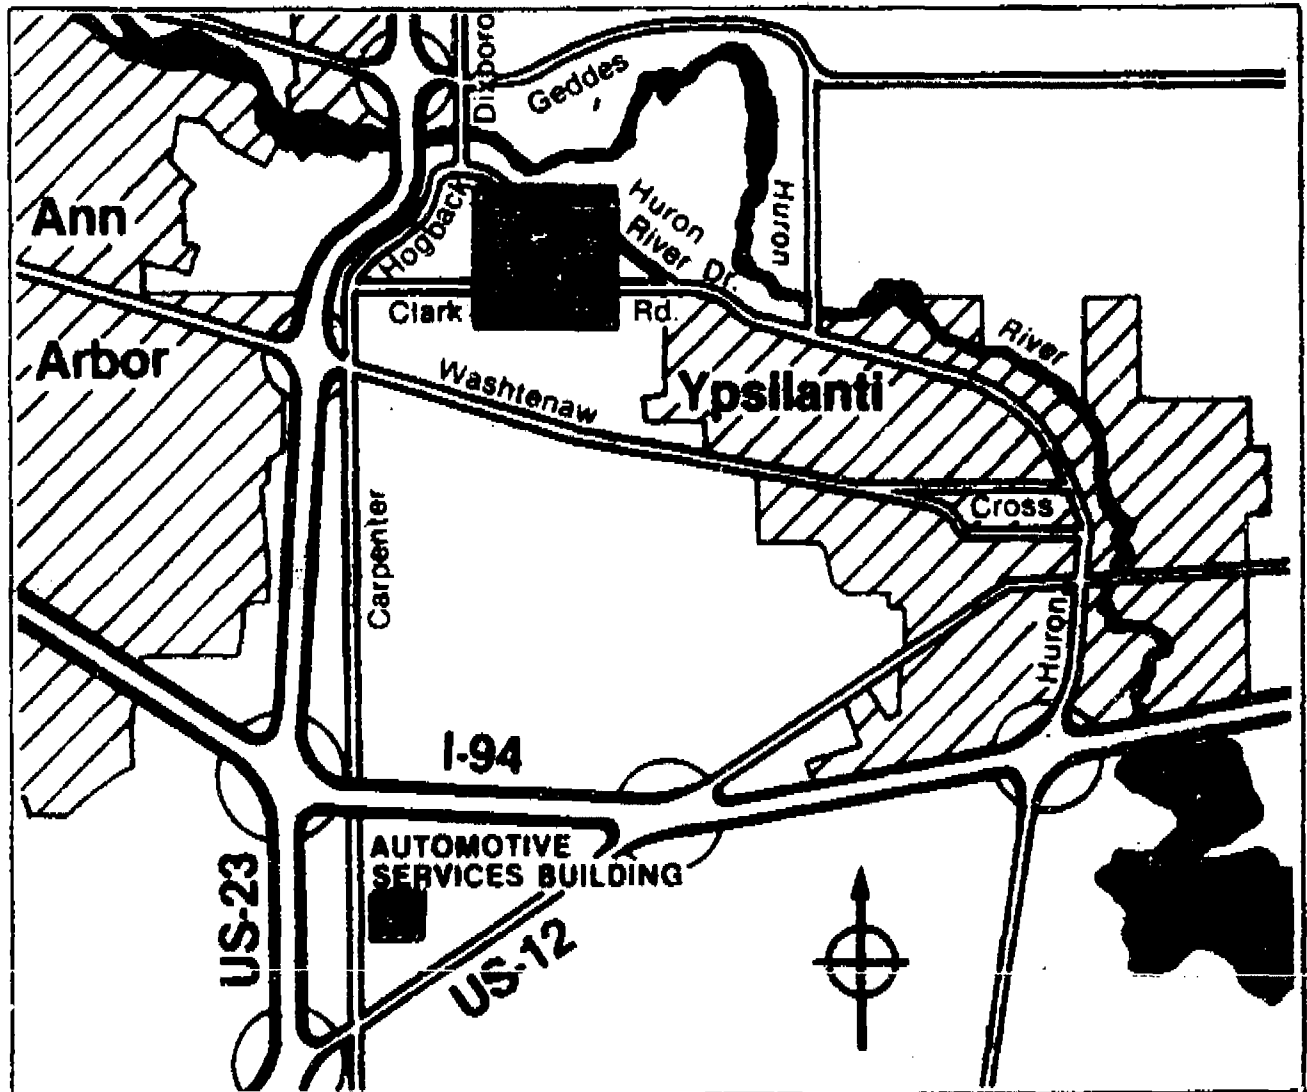 Dixboro
Geddes
Ann
Hogback
Huron
River
Dr.
Huron
Clark
Rd.
River
Arbor
Washtenaw
Ypsilanti
Cross
Carpenter
Huron
I-94
AUTOMOTIVE
SERVICES BUILDING
US-23
US-12